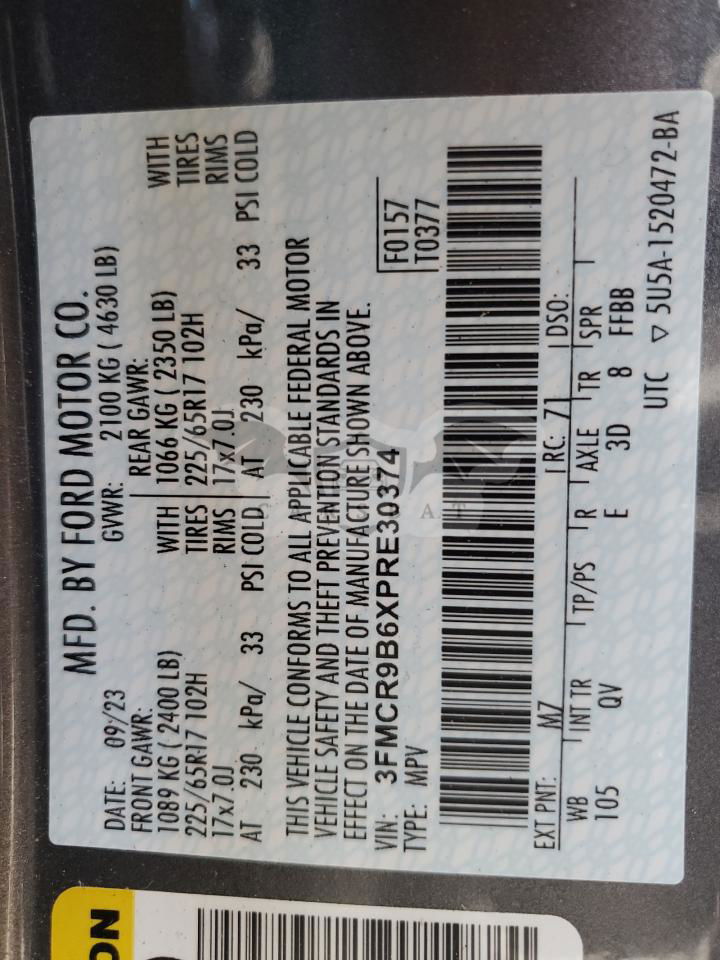 MFD. BY FORD MOTOR CO.
DATE: 09/23 GVWR: 2100 KG ( 4630 LB)
FRONT GAWR: REAR GAWR:
1089 KG ( 2400 LB) WITH 1066 KG ( 2350 LB) WITH
225/65R17 102H TIRES 225/65R17 102H TIRES
17x7.0J RIMS 17x7.0J RIMS
AT 230 kPa/ 33 PSI COLD AT 230 kPa/ 33 PSI COLD
THIS VEHICLE CONFORMS TO ALL APPLICABLE FEDERAL MOTOR
VEHICLE SAFETY AND THEFT PREVENTION STANDARDS IN
EFFECT ON THE DATE OF MANUFACTURE SHOWN ABOVE.
VIN: 3FMCR9B6XPRE30374 F0157
TYPE: MPV T0377
EXT PNT: M7 RC: 71 DSO:
WB INT TR TP/PS R AXLE TR SPR
105 QV E 3D 8 FFBB
UTC ▽ 5U5A-1520472-BA
ON